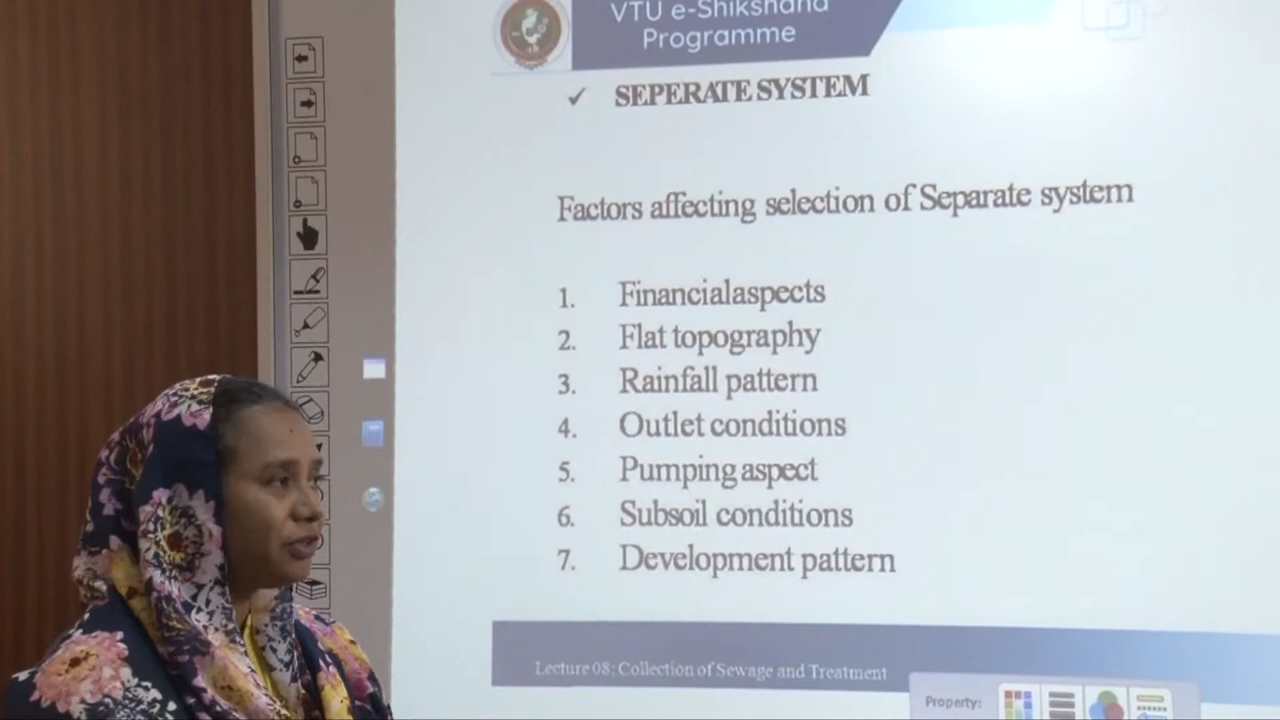 VTU e-Shikshana
Programme
✓ SEPERATE SYSTEM
Factors affecting selection of Separate system
1. Financialaspects
2. Flat topography
3. Rainfall pattern
4. Outlet conditions
5. Pumping aspect
6. Subsoil conditions
7. Development pattern
Lecture 08: Collection of Sewage and Treatment
Property: